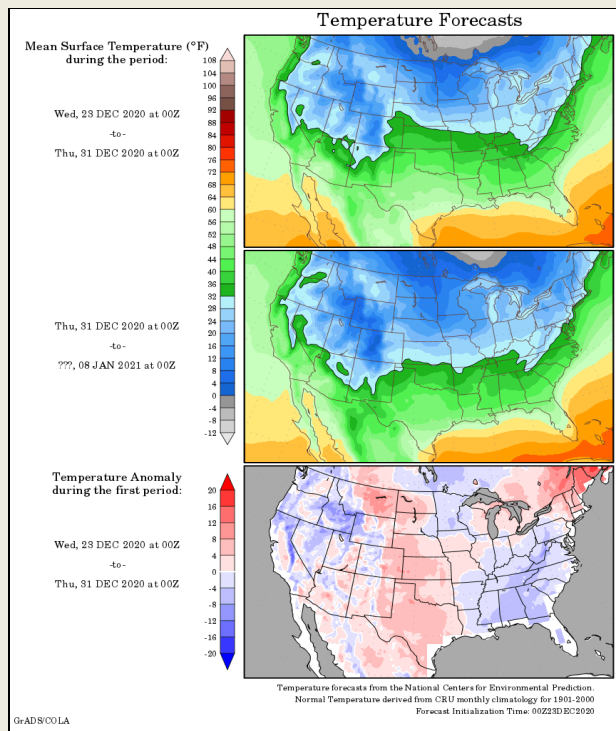 Temperature Forecasts
Mean Surface Temperature (°F)
during the period:
Wed, 23 DEC 2020 at 00Z
-to-
Thu, 31 DEC 2020 at 00Z
108
104
100
96
92
88
84
80
76
72
68
64
60
56
52
48
44
40
36
32
28
24
20
16
12
8
4
0
-4
-8
-12
Thu, 31 DEC 2020 at 00Z
-to-
???, 08 JAN 2021 at 00Z
Temperature Anomaly
during the first period:
Wed, 23 DEC 2020 at 00Z
-to-
Thu, 31 DEC 2020 at 00Z
20
16
12
8
4
0
-4
-8
-12
-16
-20
Temperature forecasts from the National Centers for Environmental Prediction.
Normal Temperature derived from CRU monthly climatology for 1901-2000
Forecast Initialization Time: 00Z23DEC2020
GrADS/COLA